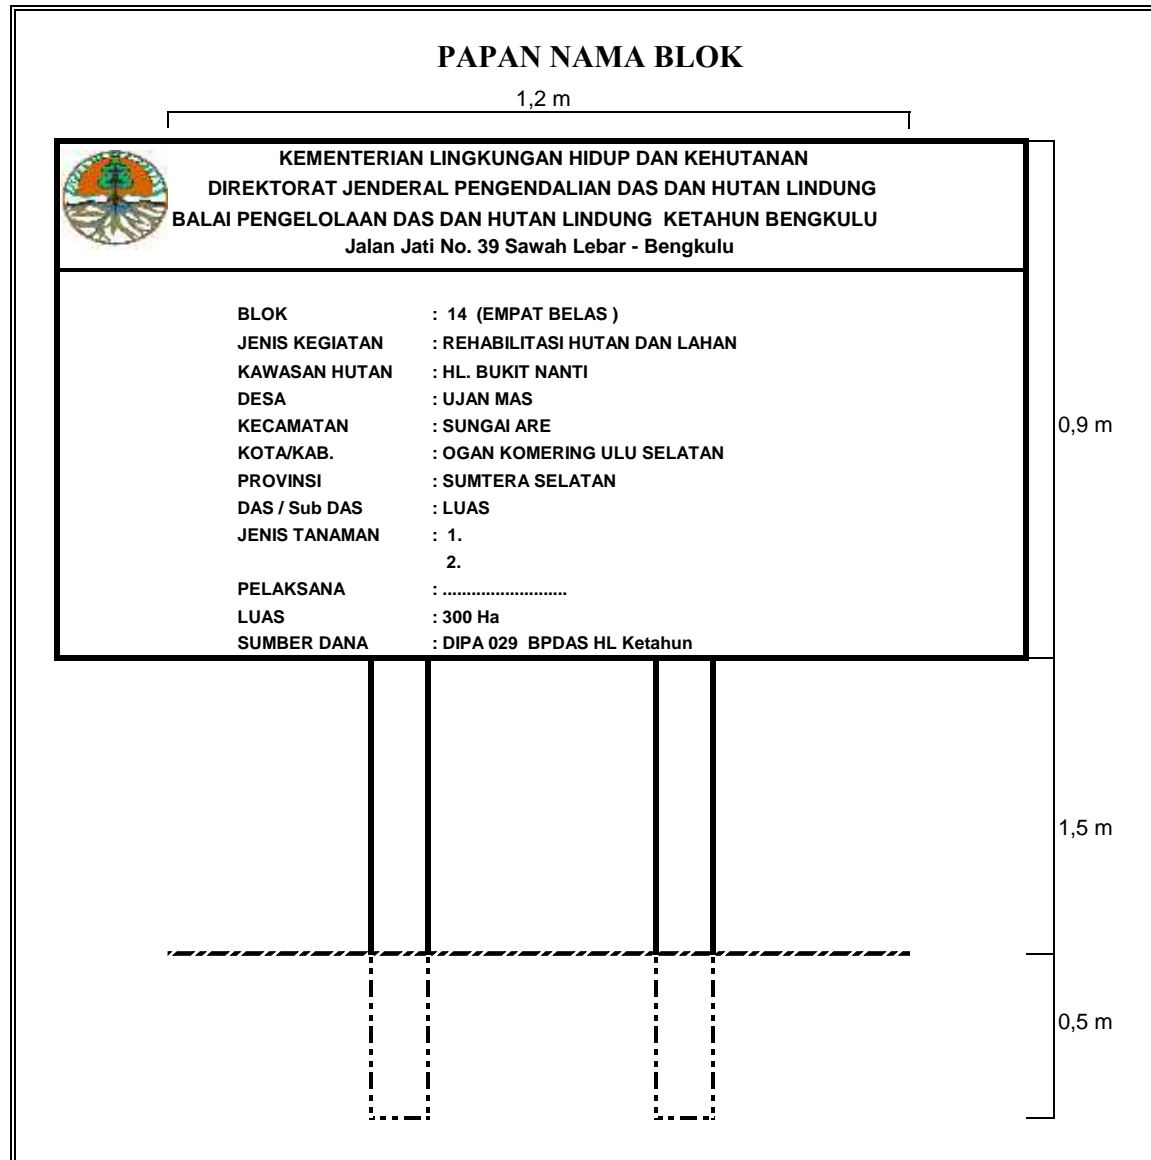 PAPAN NAMA BLOK
1,2 m
KEMENTERIAN LINGKUNGAN HIDUP DAN KEHUTANAN
DIREKTORAT JENDERAL PENGENDALIAN DAS DAN HUTAN LINDUNG
BALAI PENGELOLAAN DAS DAN HUTAN LINDUNG KETAHUN BENGKULU
Jalan Jati No. 39 Sawah Lebar - Bengkulu
BLOK : 14 (EMPAT BELAS )
JENIS KEGIATAN : REHABILITASI HUTAN DAN LAHAN
KAWASAN HUTAN : HL. BUKIT NANTI
DESA : UJAN MAS
KECAMATAN : SUNGAI ARE
KOTA/KAB. : OGAN KOMERING ULU SELATAN
PROVINSI : SUMTERA SELATAN
DAS / Sub DAS : LUAS
JENIS TANAMAN : 1.
2.
PELAKSANA : ..........................
LUAS : 300 Ha
SUMBER DANA : DIPA 029 BPDAS HL Ketahun
0,9 m
1,5 m
0,5 m